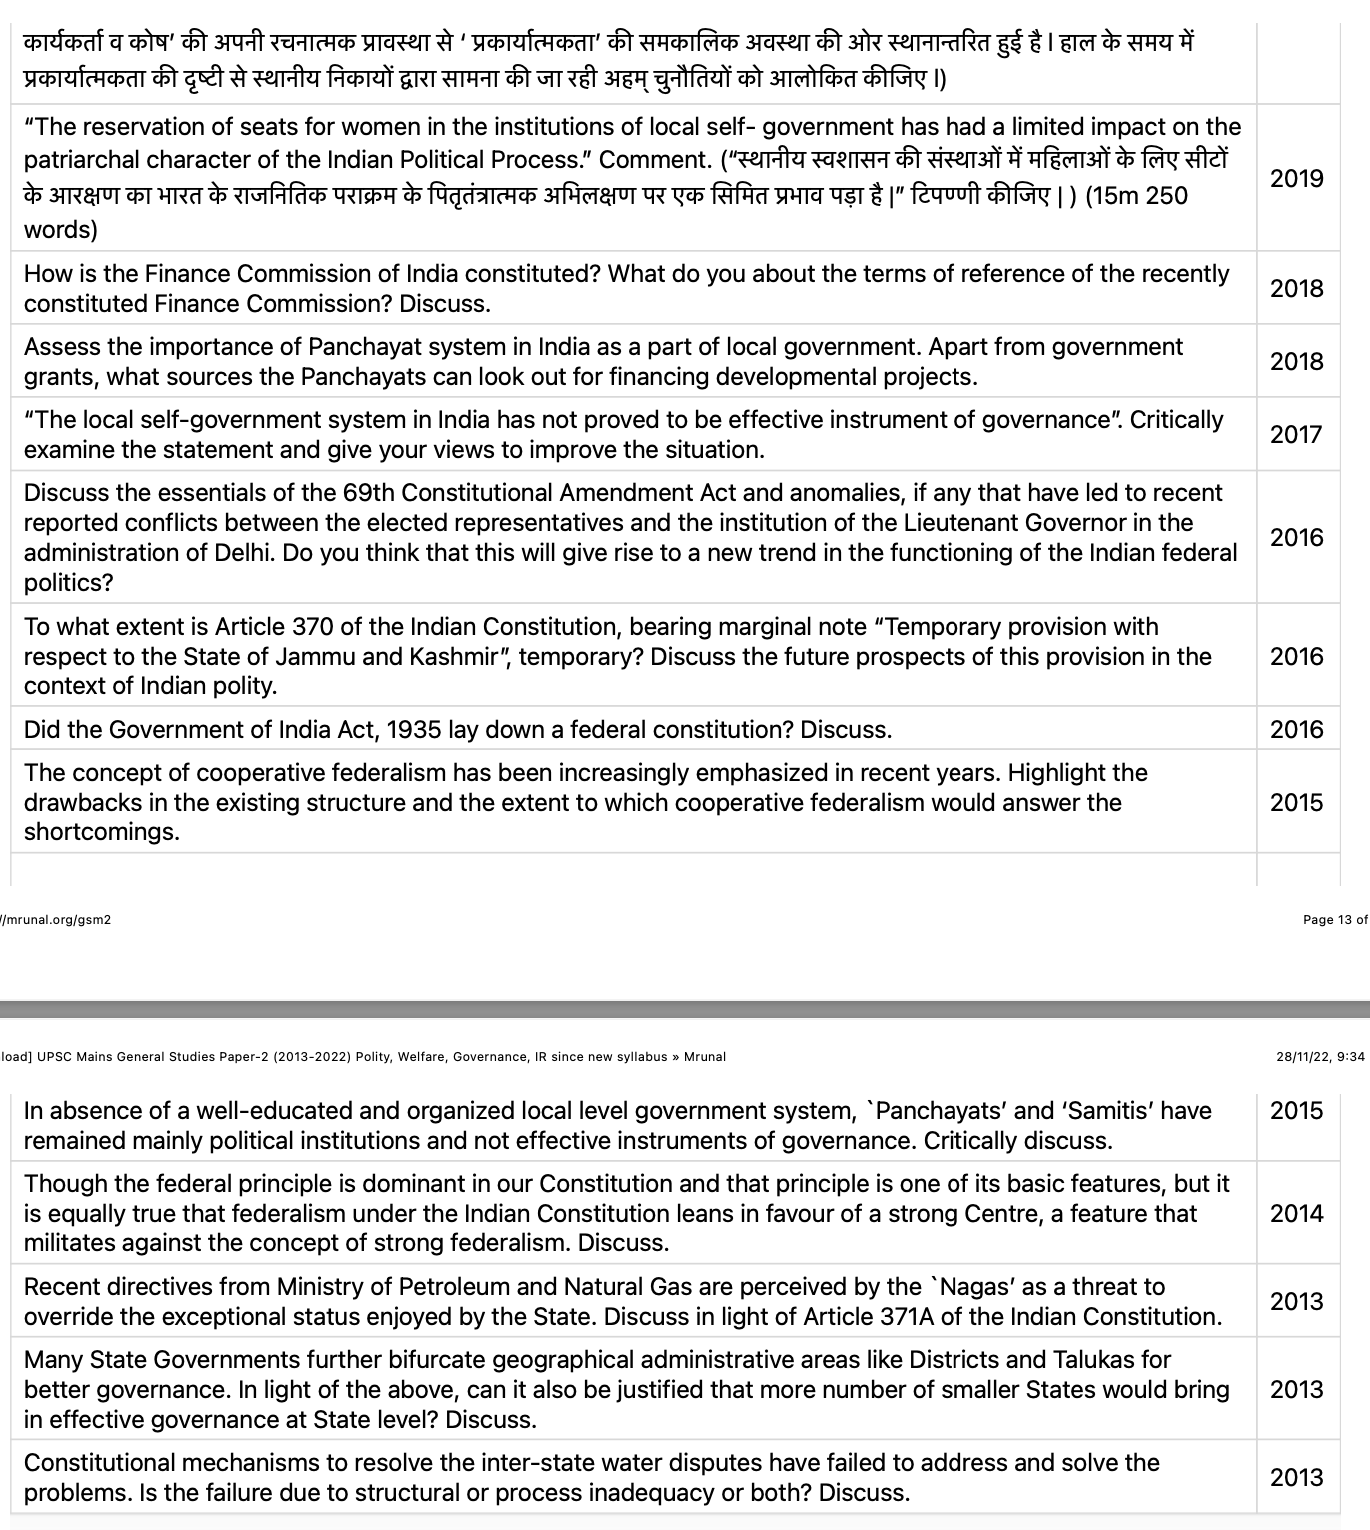 कार्यकर्ता व कोष’ की अपनी रचनात्मक प्रावस्था से ‘ प्रकार्यात्मकता’ की समकालिक अवस्था की ओर स्थानान्तरित हुई है l हाल के समय में
प्रकार्यात्मकता की दृष्टी से स्थानीय निकायों द्वारा सामना की जा रही अहम् चुनौतियों को आलोकित कीजिए l)
“The reservation of seats for women in the institutions of local self- government has had a limited impact on the
patriarchal character of the Indian Political Process.” Comment. (“स्थानीय स्वशासन की संस्थाओं में महिलाओं के लिए सीटों
के आरक्षण का भारत के राजनितिक पराक्रम के पितृतंत्रात्मक अभिलक्षण पर एक सिमित प्रभाव पड़ा है |” टिपण्णी कीजिए | ) (15m 250
words)
2019
How is the Finance Commission of India constituted? What do you about the terms of reference of the recently
constituted Finance Commission? Discuss.
2018
Assess the importance of Panchayat system in India as a part of local government. Apart from government
grants, what sources the Panchayats can look out for financing developmental projects.
2018
“The local self-government system in India has not proved to be effective instrument of governance”. Critically
examine the statement and give your views to improve the situation.
2017
Discuss the essentials of the 69th Constitutional Amendment Act and anomalies, if any that have led to recent
reported conflicts between the elected representatives and the institution of the Lieutenant Governor in the
administration of Delhi. Do you think that this will give rise to a new trend in the functioning of the Indian federal
politics?
2016
To what extent is Article 370 of the Indian Constitution, bearing marginal note “Temporary provision with
respect to the State of Jammu and Kashmir”, temporary? Discuss the future prospects of this provision in the
context of Indian polity.
2016
Did the Government of India Act, 1935 lay down a federal constitution? Discuss.
2016
The concept of cooperative federalism has been increasingly emphasized in recent years. Highlight the
drawbacks in the existing structure and the extent to which cooperative federalism would answer the
shortcomings.
2015
//mrunal.org/gsm2
Page 13 of
load] UPSC Mains General Studies Paper-2 (2013-2022) Polity, Welfare, Governance, IR since new syllabus » Mrunal
28/11/22, 9:34
In absence of a well-educated and organized local level government system, `Panchayats’ and ‘Samitis’ have
remained mainly political institutions and not effective instruments of governance. Critically discuss.
2015
Though the federal principle is dominant in our Constitution and that principle is one of its basic features, but it
is equally true that federalism under the Indian Constitution leans in favour of a strong Centre, a feature that
militates against the concept of strong federalism. Discuss.
2014
Recent directives from Ministry of Petroleum and Natural Gas are perceived by the `Nagas’ as a threat to
override the exceptional status enjoyed by the State. Discuss in light of Article 371A of the Indian Constitution.
2013
Many State Governments further bifurcate geographical administrative areas like Districts and Talukas for
better governance. In light of the above, can it also be justified that more number of smaller States would bring
in effective governance at State level? Discuss.
2013
Constitutional mechanisms to resolve the inter-state water disputes have failed to address and solve the
problems. Is the failure due to structural or process inadequacy or both? Discuss.
2013